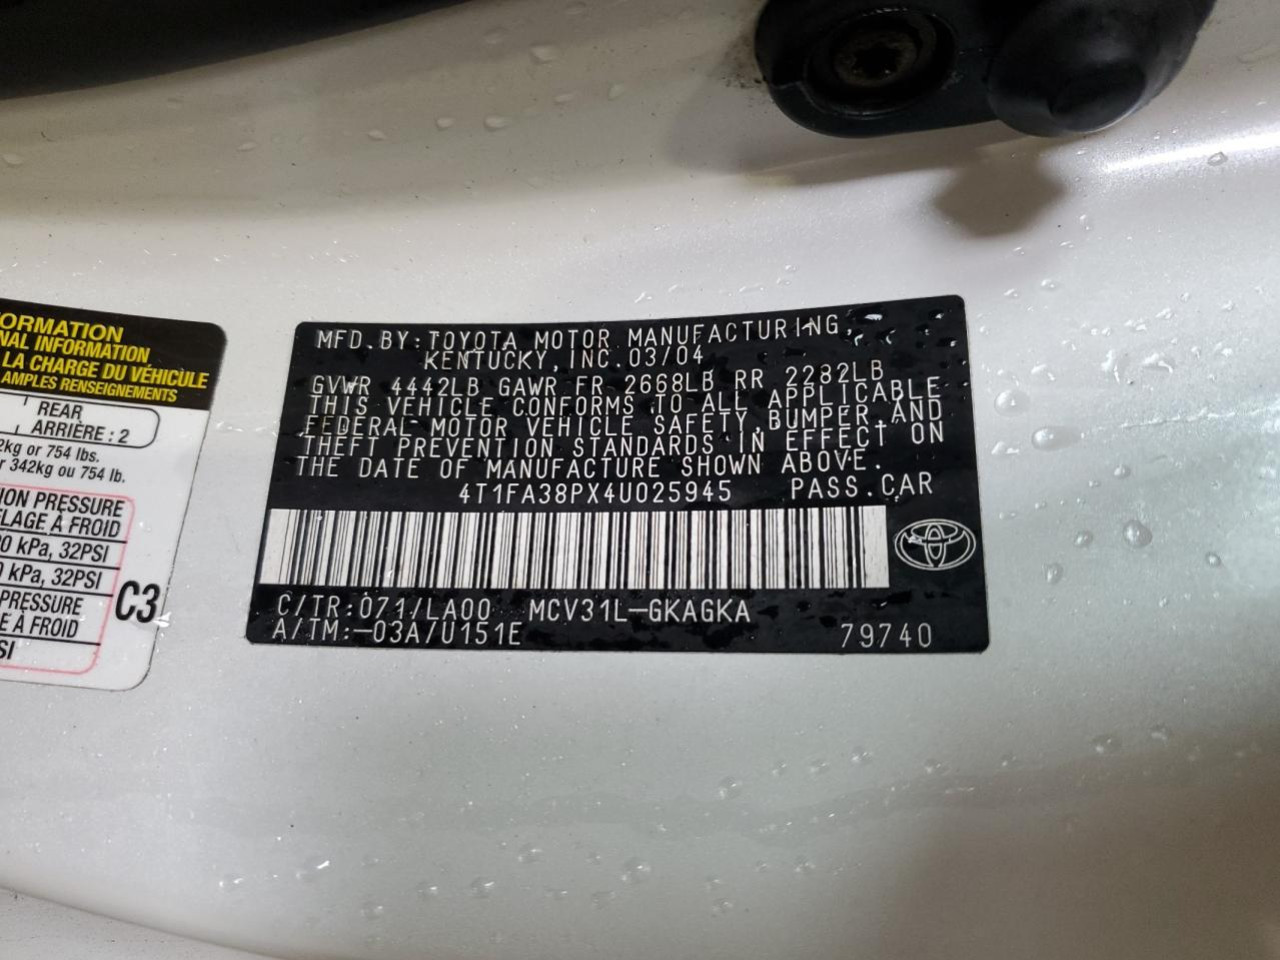 ORMATION
NAL INFORMATION
LA CHARGE DU VÉHICULE
AMPLES RENSEIGNEMENTS
REAR
ARRIÈRE : 2
2kg or 754 lbs.
r 342kg ou 754 lb.
ION PRESSURE
LAGE À FROID
0 kPa, 32PSI
0 kPa, 32PSI
PRESSURE
E À FROID
SI
C3
MFD. BY: TOYOTA MOTOR MANUFACTURING,
KENTUCKY, INC. 03/04
GVWR 4442LB GAWR FR 2668LB RR 2282LB
THIS VEHICLE CONFORMS TO ALL APPLICABLE
FEDERAL MOTOR VEHICLE SAFETY, BUMPER, AND
THEFT PREVENTION STANDARDS IN EFFECT ON
THE DATE OF MANUFACTURE SHOWN ABOVE.
4T1FA38PX4U025945 PASS. CAR
C/TR: 071/LA00 MCV31L-GKAGKA
A/TM:-03A/U151E 79740